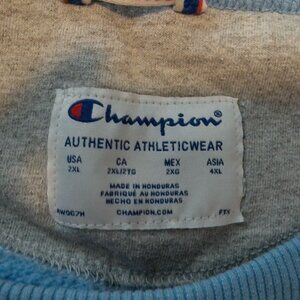 Champion®
AUTHENTIC ATHLETICWEAR
USA CA MEX ASIA
2XL 2XL/2TG 2XG 4XL
MADE IN HONDURAS
FABRIQUÉ AU HONDURAS
HECHO EN HONDURAS
CHAMPION.COM